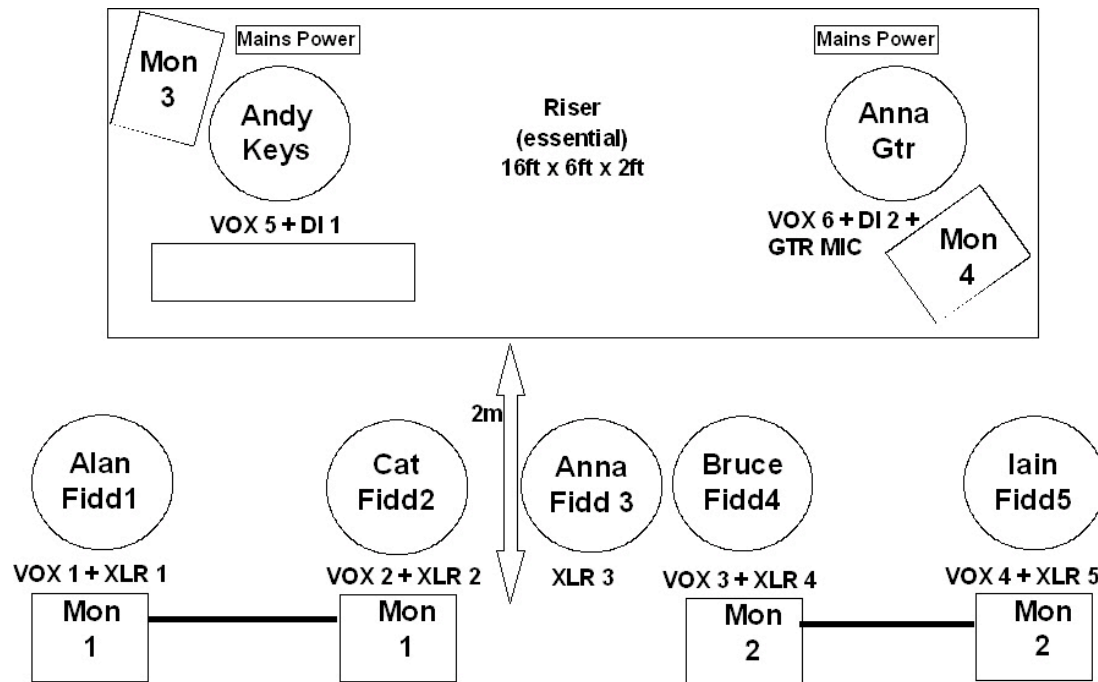 Mains Power
Mains Power
Mon
3
Andy
Keys
Riser
(essential)
16ft x 6ft x 2ft
Anna
Gtr
VOX 5 + DI 1
VOX 6 + DI 2 +
GTR MIC
Mon
4
2m
Alan
Fidd1
Cat
Fidd2
Anna
Fidd 3
Bruce
Fidd4
Iain
Fidd5
VOX 1 + XLR 1
VOX 2 + XLR 2
XLR 3
VOX 3 + XLR 4
VOX 4 + XLR 5
Mon
1
Mon
1
Mon
2
Mon
2